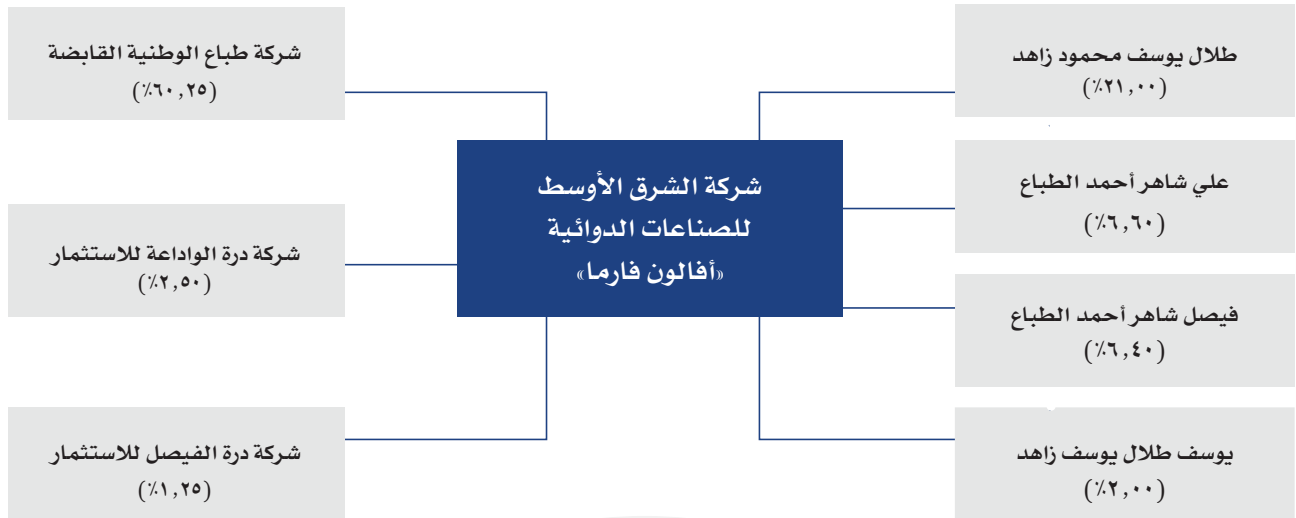 طلال يوسف محمود زاهد
(٢١,٠٠٪)
علي شاهر أحمد الطباع
(٦,٦٠٪)
فيصل شاهر أحمد الطباع
(٦,٤٠٪)
يوسف طلال يوسف زاهد
(٢,٠٠٪)
شركة الشرق الأوسط
للصناعات الدوائية
«أفالون فارما»
شركة طباع الوطنية القابضة
(٦٠,٢٥٪)
شركة درة الواداعة للاستثمار
(٢,٥٠٪)
شركة درة الفيصل للاستثمار
(١,٢٥٪)